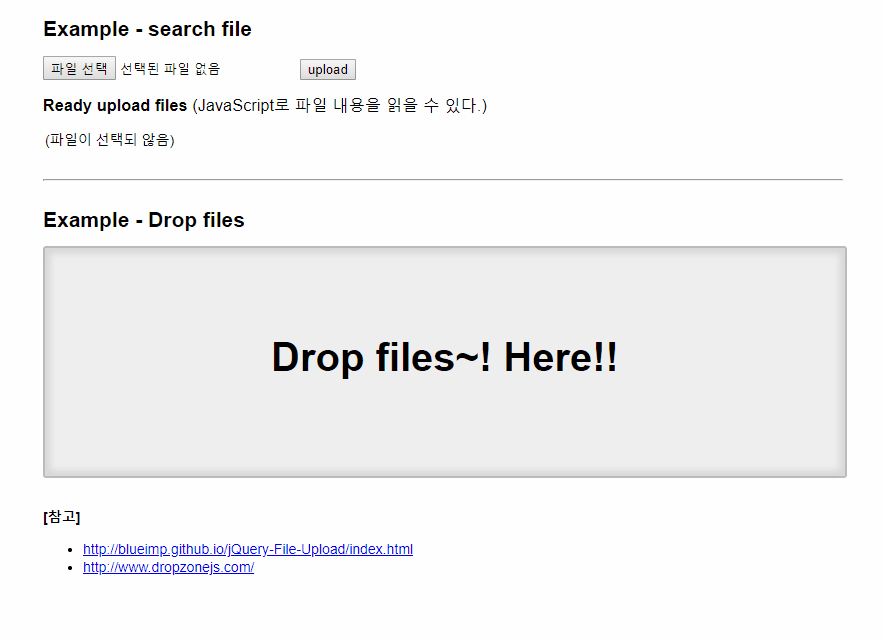 Example - search file
파일 선택 선택된 파일 없음 upload
Ready upload files (JavaScript로 파일 내용을 읽을 수 있다.)
(파일이 선택되 않음)
Example - Drop files
Drop files~! Here!!
[참고]
http://blueimp.github.io/jQuery-File-Upload/index.html
http://www.dropzonejs.com/